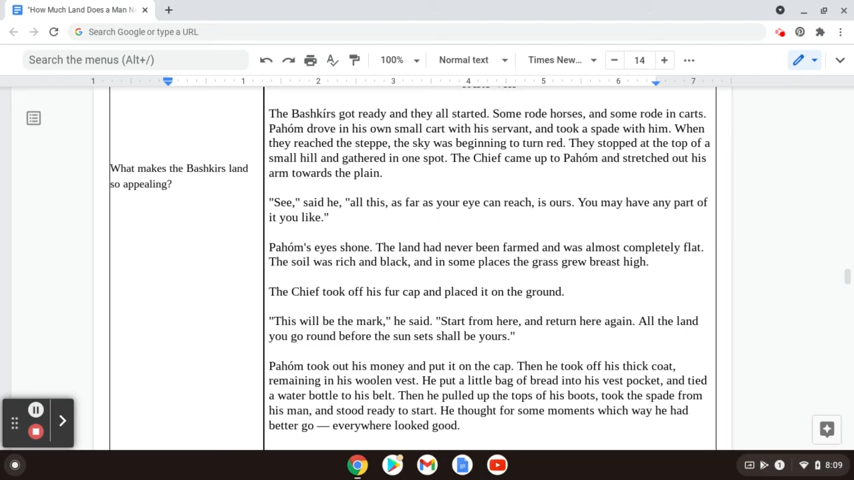 "How Much Land Does a Man N
Search Google or type a URL
Search the menus (Alt+/)
100%
Normal text
Times New...
14
1 1 2 3 4 5 6 7
The Bashkírs got ready and they all started. Some rode horses, and some rode in carts.
Pahóm drove in his own small cart with his servant, and took a spade with him. When
they reached the steppe, the sky was beginning to turn red. They stopped at the top of a
small hill and gathered in one spot. The Chief came up to Pahóm and stretched out his
arm towards the plain.
What makes the Bashkirs land
so appealing?
"See," said he, "all this, as far as your eye can reach, is ours. You may have any part of
it you like."
Pahóm's eyes shone. The land had never been farmed and was almost completely flat.
The soil was rich and black, and in some places the grass grew breast high.
The Chief took off his fur cap and placed it on the ground.
"This will be the mark," he said. "Start from here, and return here again. All the land
you go round before the sun sets shall be yours."
Pahóm took out his money and put it on the cap. Then he took off his thick coat,
remaining in his woolen vest. He put a little bag of bread into his vest pocket, and tied
a water bottle to his belt. Then he pulled up the tops of his boots, took the spade from
his man, and stood ready to start. He thought for some moments which way he had
better go — everywhere looked good.
1
8:09